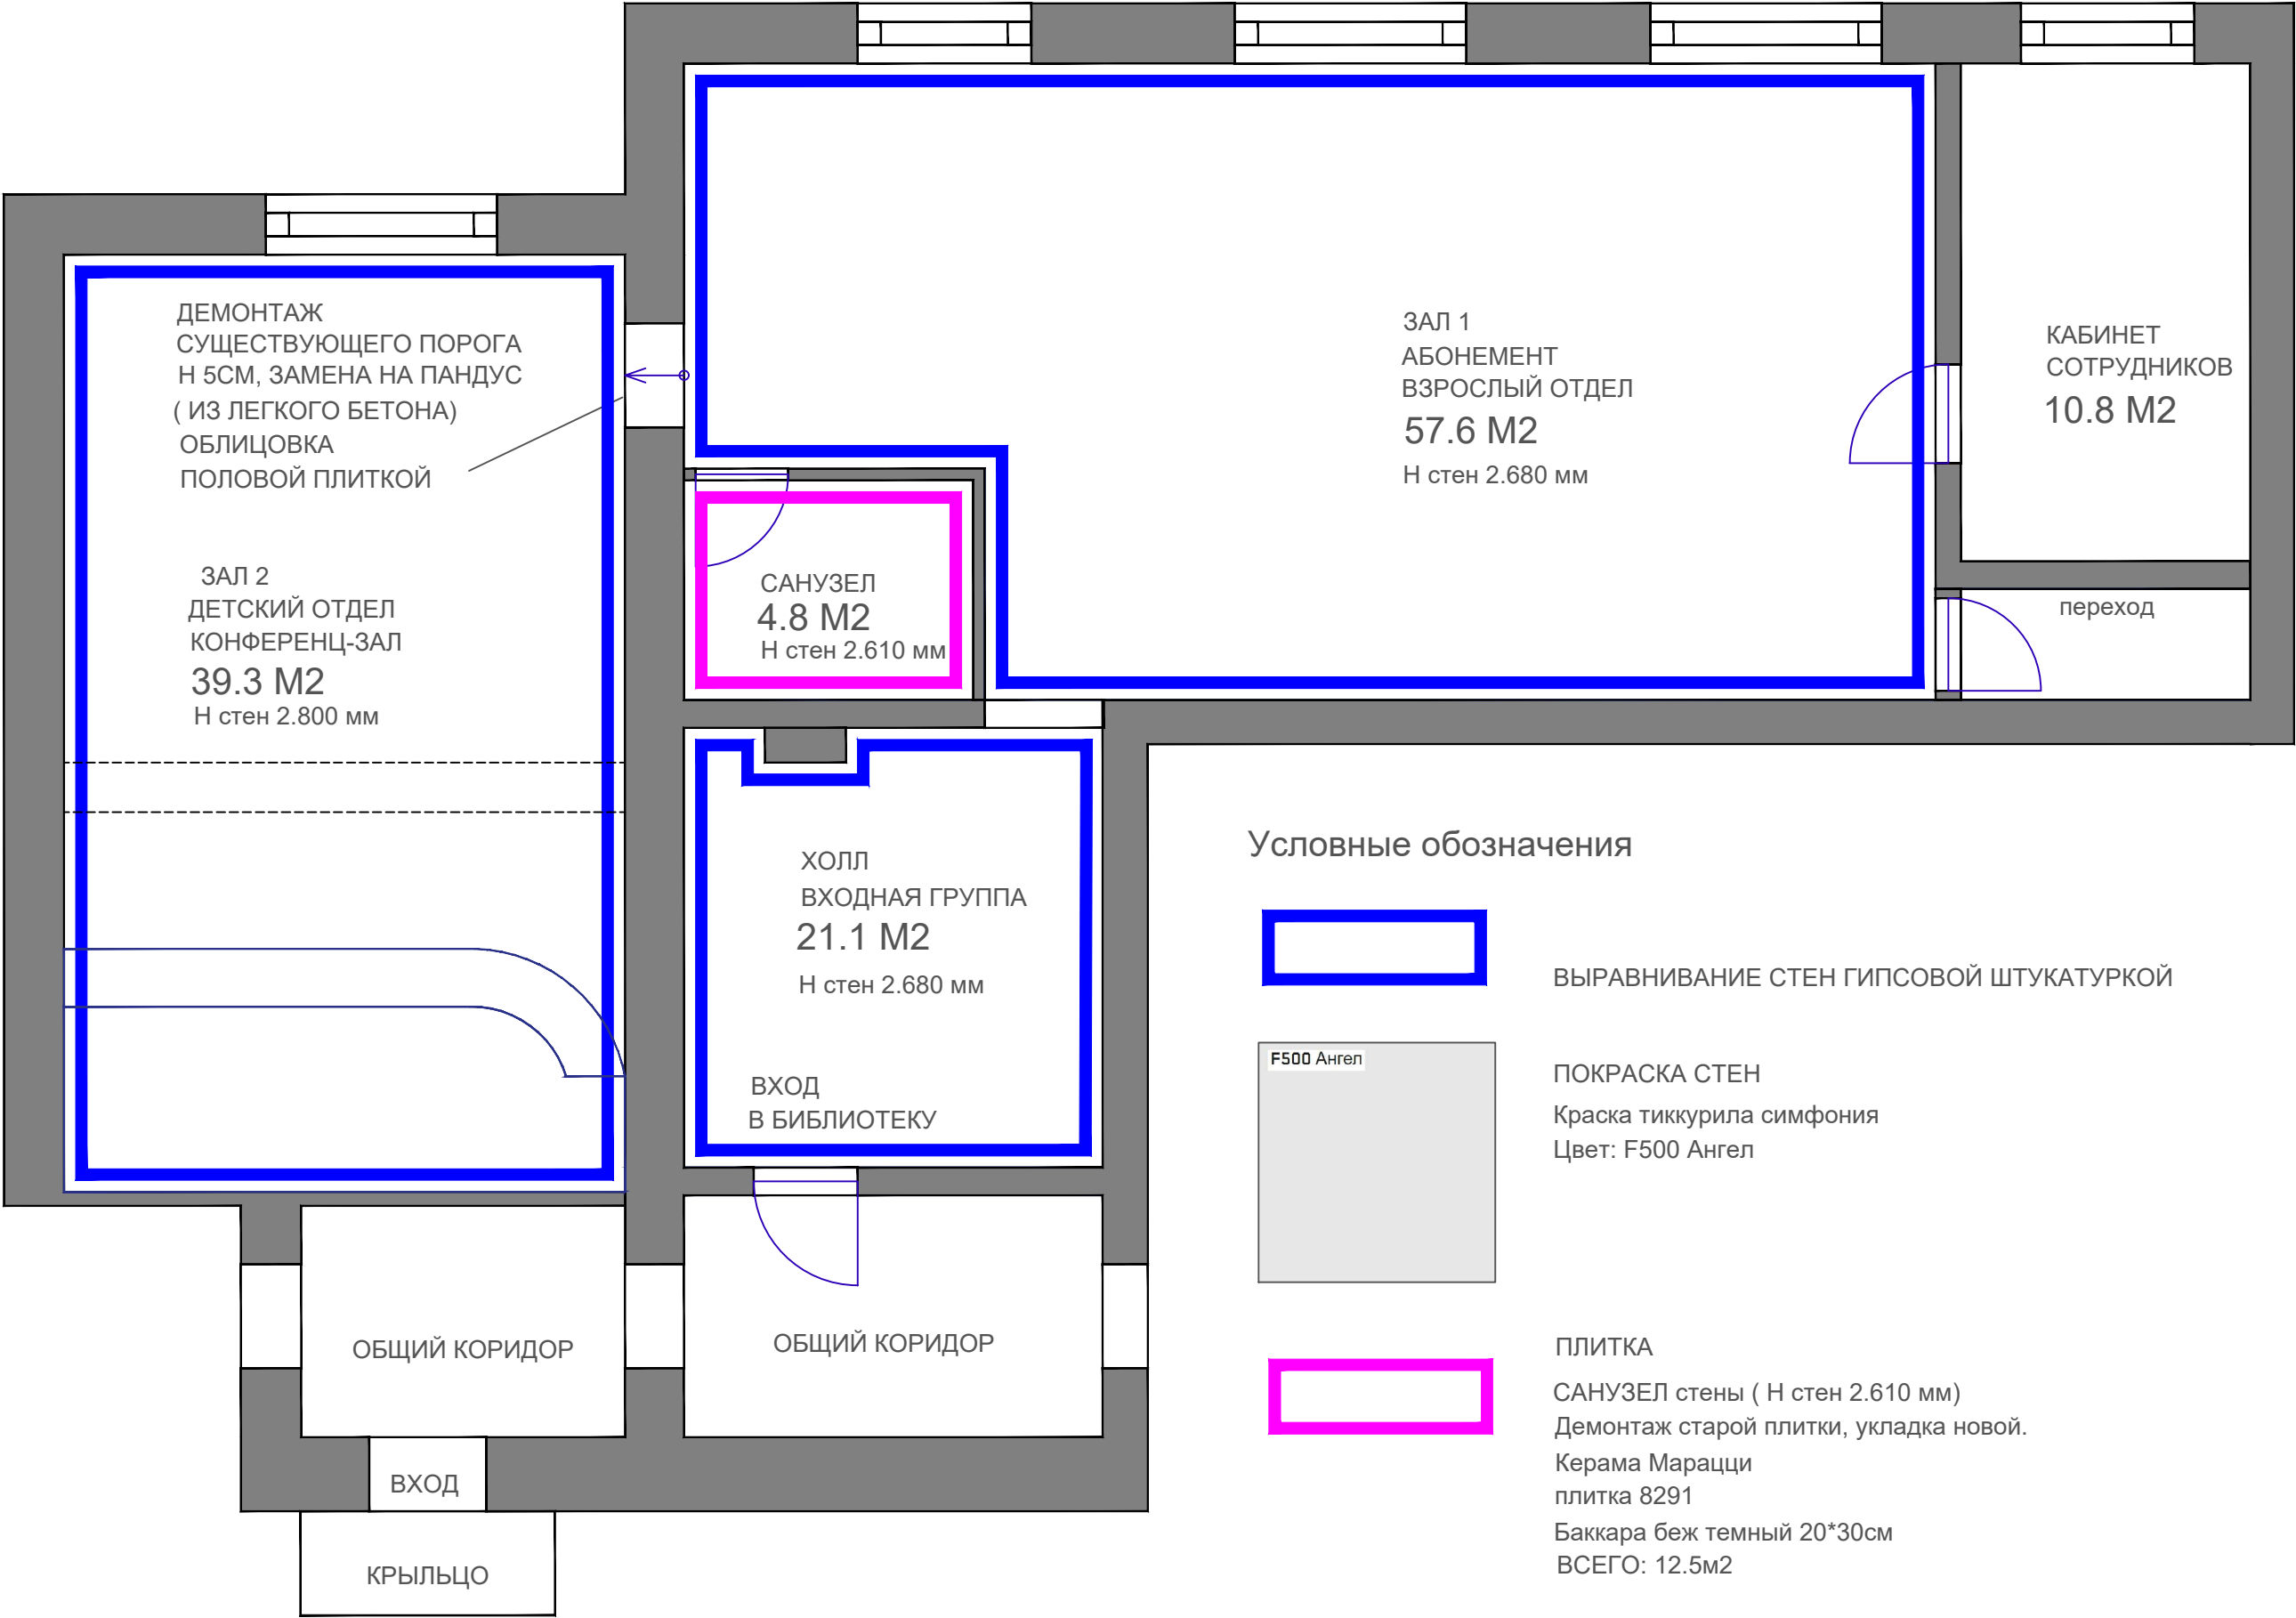 ДЕМОНТАЖ
СУЩЕСТВУЮЩЕГО ПОРОГА
Н 5СМ, ЗАМЕНА НА ПАНДУС
( ИЗ ЛЕГКОГО БЕТОНА)
ОБЛИЦОВКА
ПОЛОВОЙ ПЛИТКОЙ
ЗАЛ 2
ДЕТСКИЙ ОТДЕЛ
КОНФЕРЕНЦ-ЗАЛ
39.3 М2
Н стен 2.800 мм
ЗАЛ 1
АБОНЕМЕНТ
ВЗРОСЛЫЙ ОТДЕЛ
57.6 М2
Н стен 2.680 мм
КАБИНЕТ
СОТРУДНИКОВ
10.8 М2
переход
САНУЗЕЛ
4.8 М2
Н стен 2.610 мм
ХОЛЛ
ВХОДНАЯ ГРУППА
21.1 М2
Н стен 2.680 мм
ВХОД
В БИБЛИОТЕКУ
ОБЩИЙ КОРИДОР
ОБЩИЙ КОРИДОР
ВХОД
КРЫЛЬЦО
Условные обозначения
ВЫРАВНИВАНИЕ СТЕН ГИПСОВОЙ ШТУКАТУРКОЙ
F500 Ангел
ПОКРАСКА СТЕН
Краска тиккурила симфония
Цвет: F500 Ангел
ПЛИТКА
САНУЗЕЛ стены ( Н стен 2.610 мм)
Демонтаж старой плитки, укладка новой.
Керама Марацци
плитка 8291
Баккара беж темный 20*30см
ВСЕГО: 12.5м2